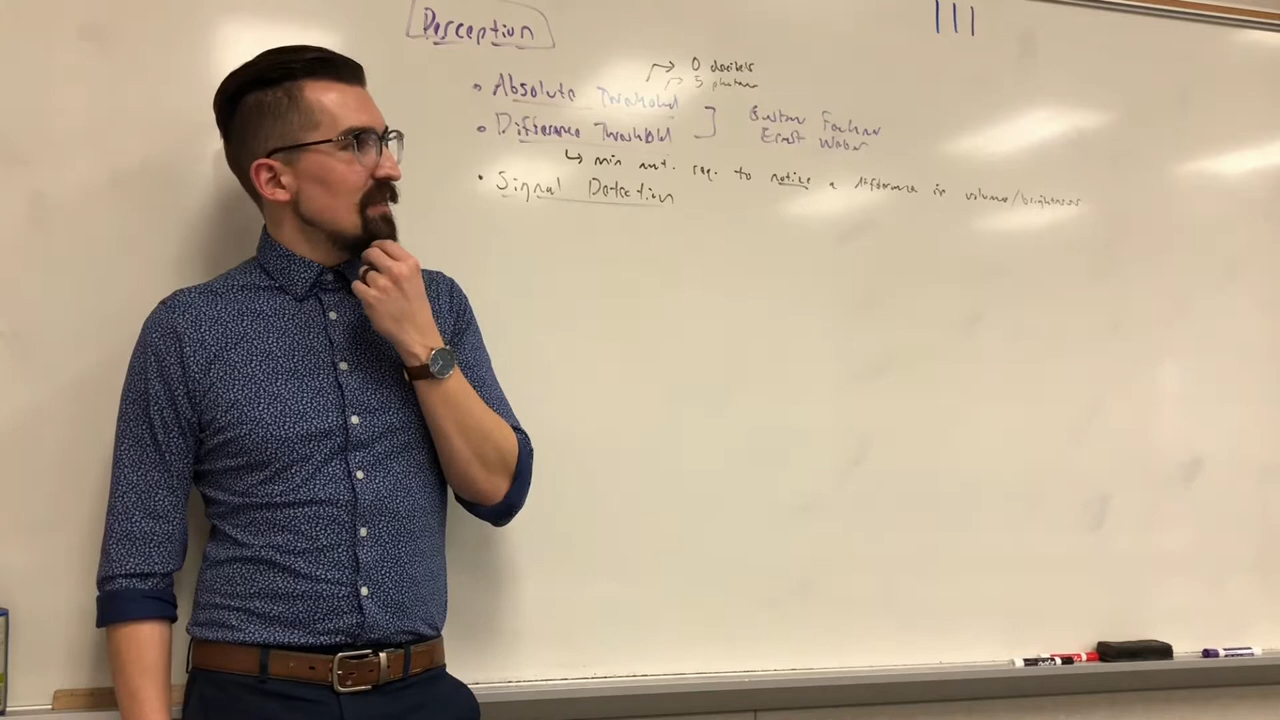 Perception
III
→ 0 decibels
→ 5 photons
• Absolute Threshold
• Difference Threshold ]
Gustav Fechner
Ernst Weber
↳ min amt. req. to notice a difference in volume/brightness
• Signal Detection